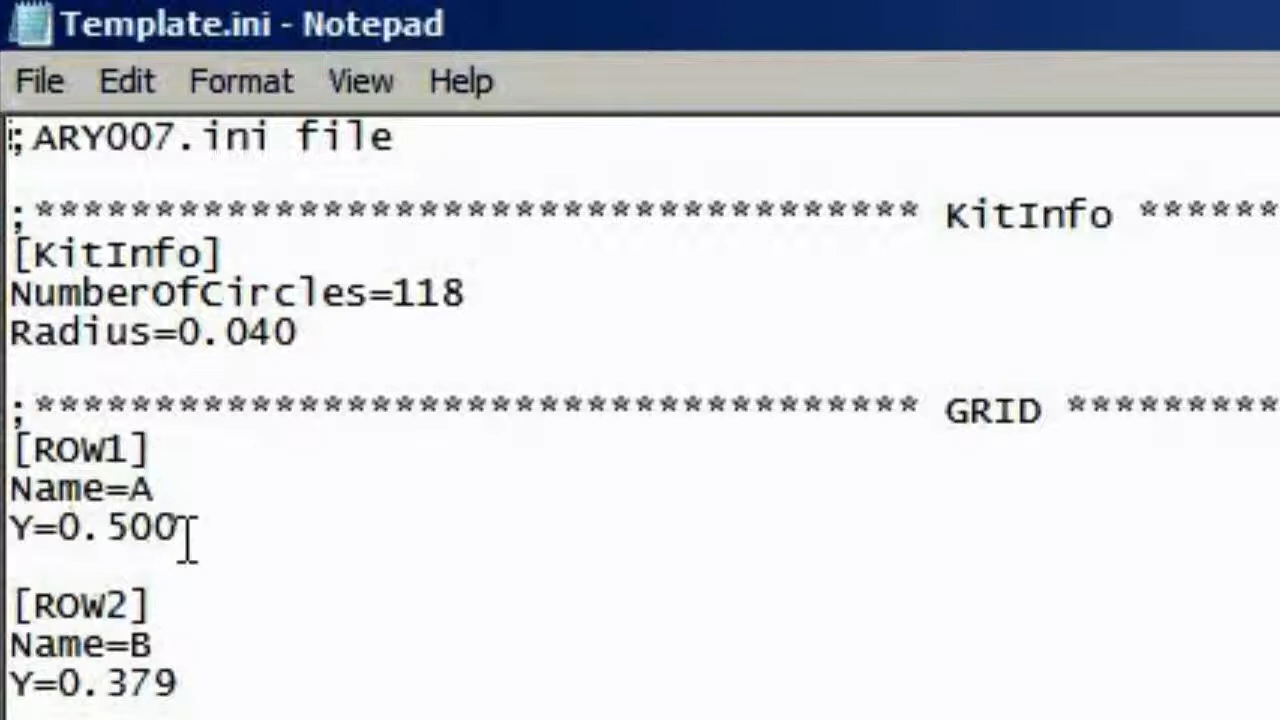 Template.ini - Notepad
File Edit Format View Help
;ARY007.ini file
;************************************* KitInfo ******
[KitInfo]
NumberOfCircles=118
Radius=0.040
;************************************* GRID *********
[ROW1]
Name=A
Y=0.500
[ROW2]
Name=B
Y=0.379